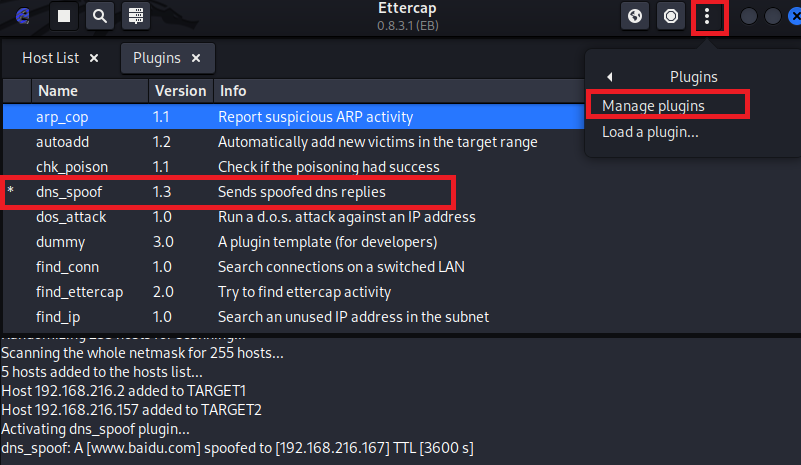 Ettercap
0.8.3.1 (EB)
Host List
Plugins
Plugins
Manage plugins
Load a plugin...
Name Version Info
arp_cop 1.1 Report suspicious ARP activity
autoadd 1.2 Automatically add new victims in the target range
chk_poison 1.1 Check if the poisoning had success
* dns_spoof 1.3 Sends spoofed dns replies
dos_attack 1.0 Run a d.o.s. attack against an IP address
dummy 3.0 A plugin template (for developers)
find_conn 1.0 Search connections on a switched LAN
find_ettercap 2.0 Try to find ettercap activity
find_ip 1.0 Search an unused IP address in the subnet
Randomizing 255 hosts for scanning...
Scanning the whole netmask for 255 hosts...
5 hosts added to the hosts list...
Host 192.168.216.2 added to TARGET1
Host 192.168.216.157 added to TARGET2
Activating dns_spoof plugin...
dns_spoof: A [www.baidu.com] spoofed to [192.168.216.167] TTL [3600 s]